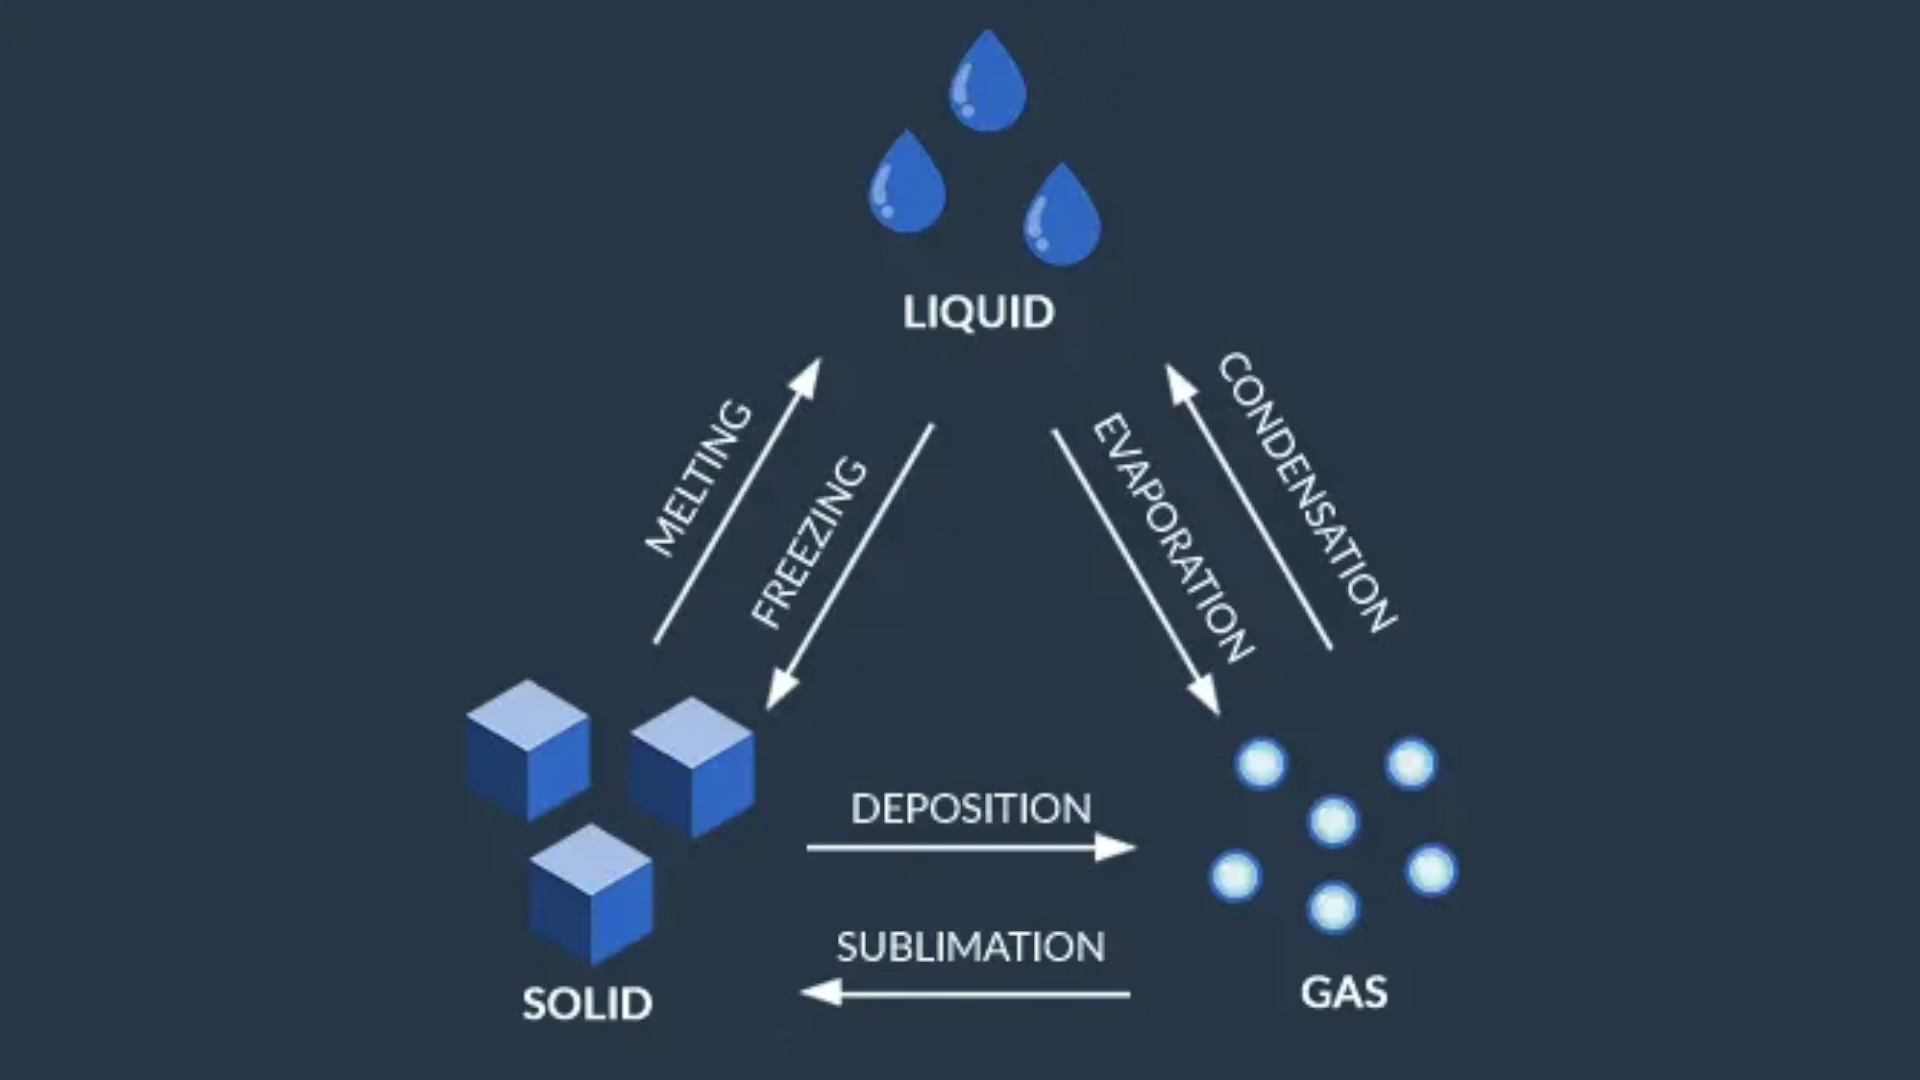 LIQUID
MELTING
FREEZING
EVAPORATION
CONDENSATION
DEPOSITION
SUBLIMATION
SOLID
GAS